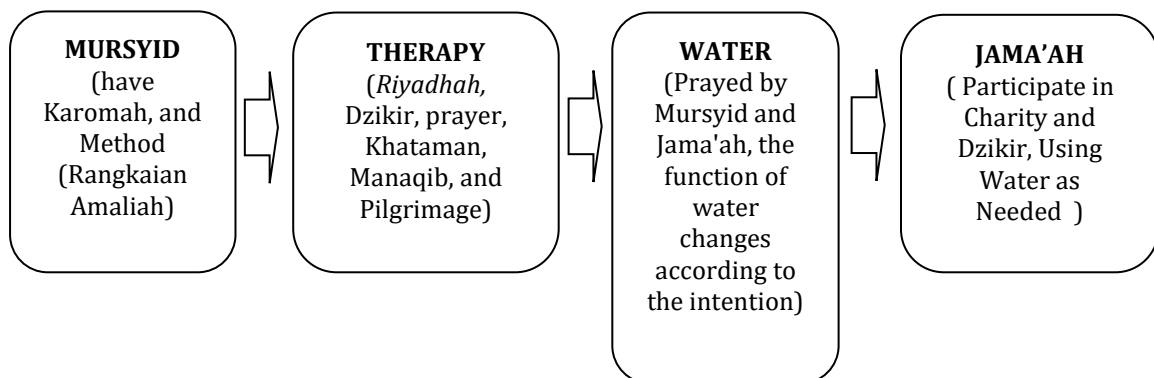 MURSYID
(have
Karomah, and
Method
(Rangkaian
Amaliah)
THERAPY
(Riyadhah,
Dzikir, prayer,
Khataman,
Manaqib, and
Pilgrimage)
WATER
(Prayed by
Mursyid and
Jama'ah, the
function of
water
changes
according to
the intention)
JAMA’AH
( Participate in
Charity and
Dzikir, Using
Water as
Needed )